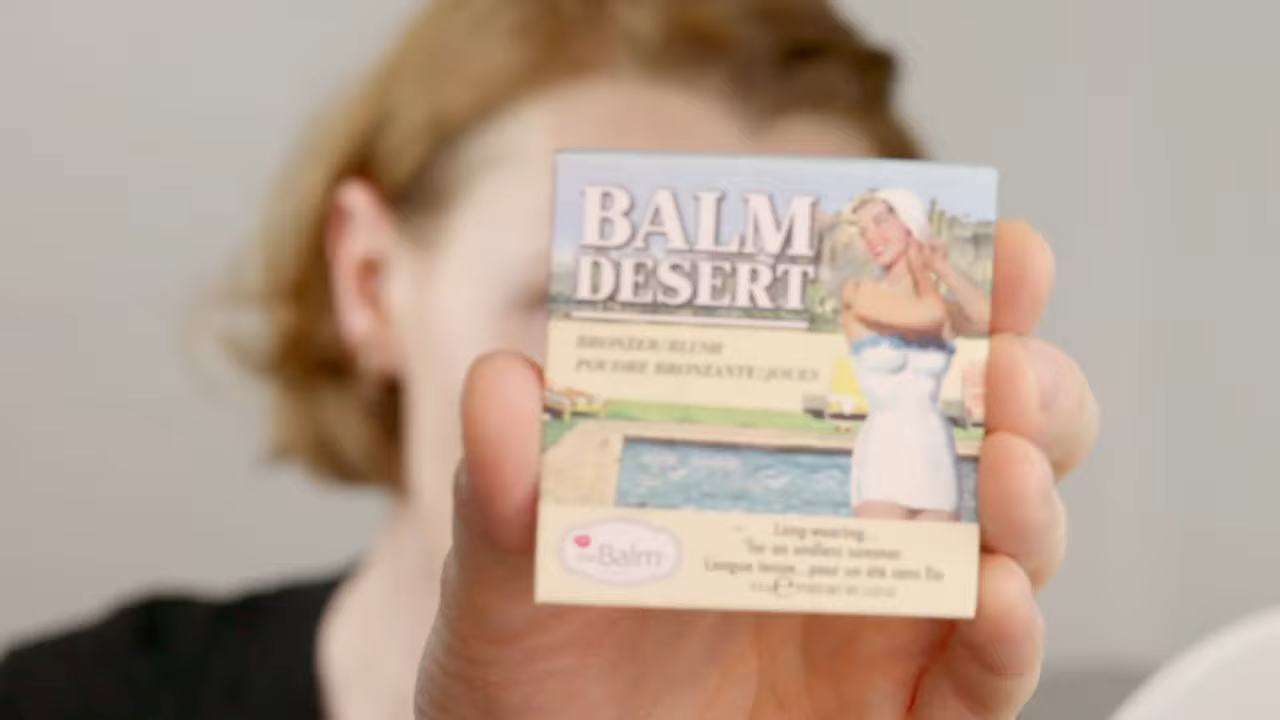 BALM
DESERT
BRONZER/BLUSH
POUDRE BRONZANTE/JOUES
theBalm
Long-wearing...
for an endless summer
Longue tenue... pour un été sans fin